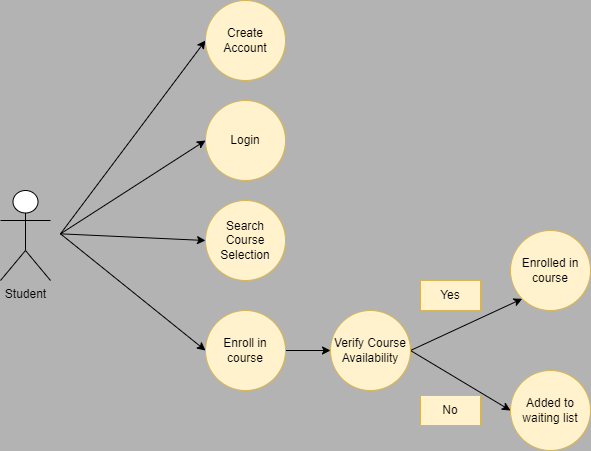 Create
Account
Login
Search
Course
Selection
Student
Enroll in
course
Verify Course
Availability
Yes
No
Enrolled in
course
Added to
waiting list